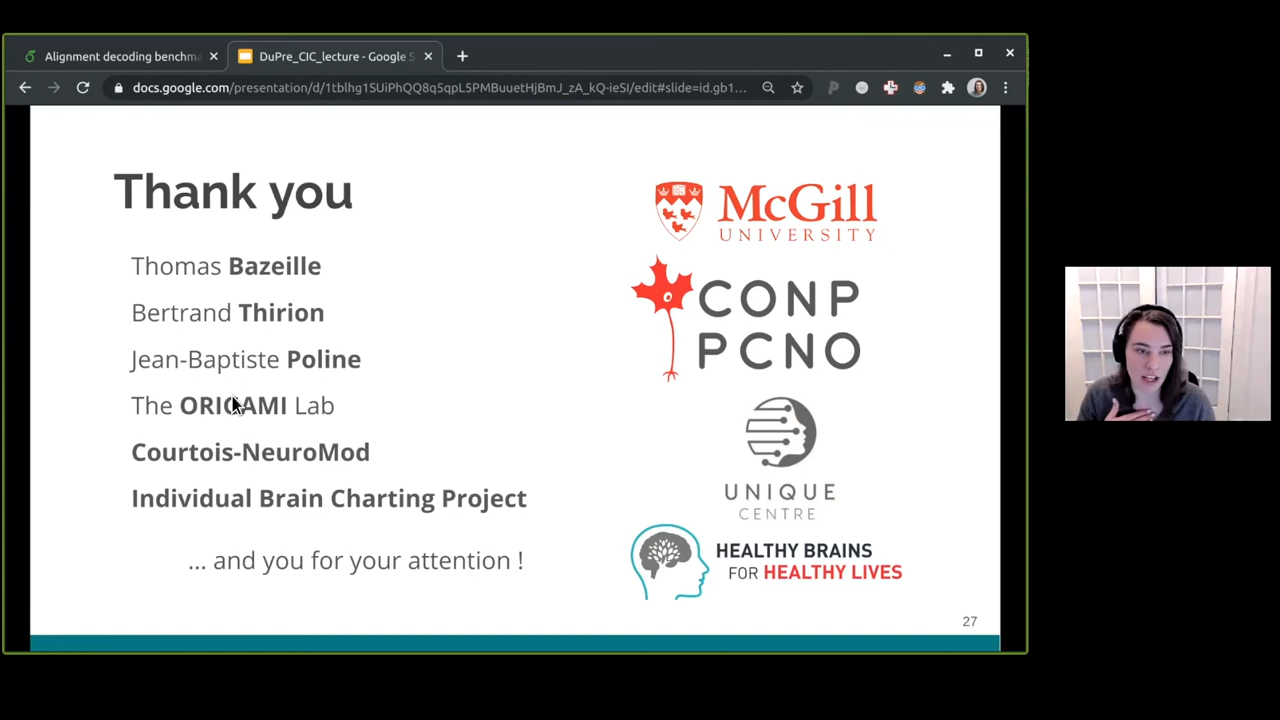 Alignment decoding benchma
DuPre_CIC_lecture - Google S
docs.google.com/presentation/d/1tblhg1SUiPhQQ8q5qpL5PMBuuetHjBmJ_zA_kQ-ieSI/edit#slide=id.gb1...
Thank you
Thomas Bazeille
Bertrand Thirion
Jean-Baptiste Poline
The ORIGAMI Lab
Courtois-NeuroMod
Individual Brain Charting Project
... and you for your attention !
McGill
UNIVERSITY
CONP
PCNO
UNIQUE
CENTRE
HEALTHY BRAINS
FOR HEALTHY LIVES
27